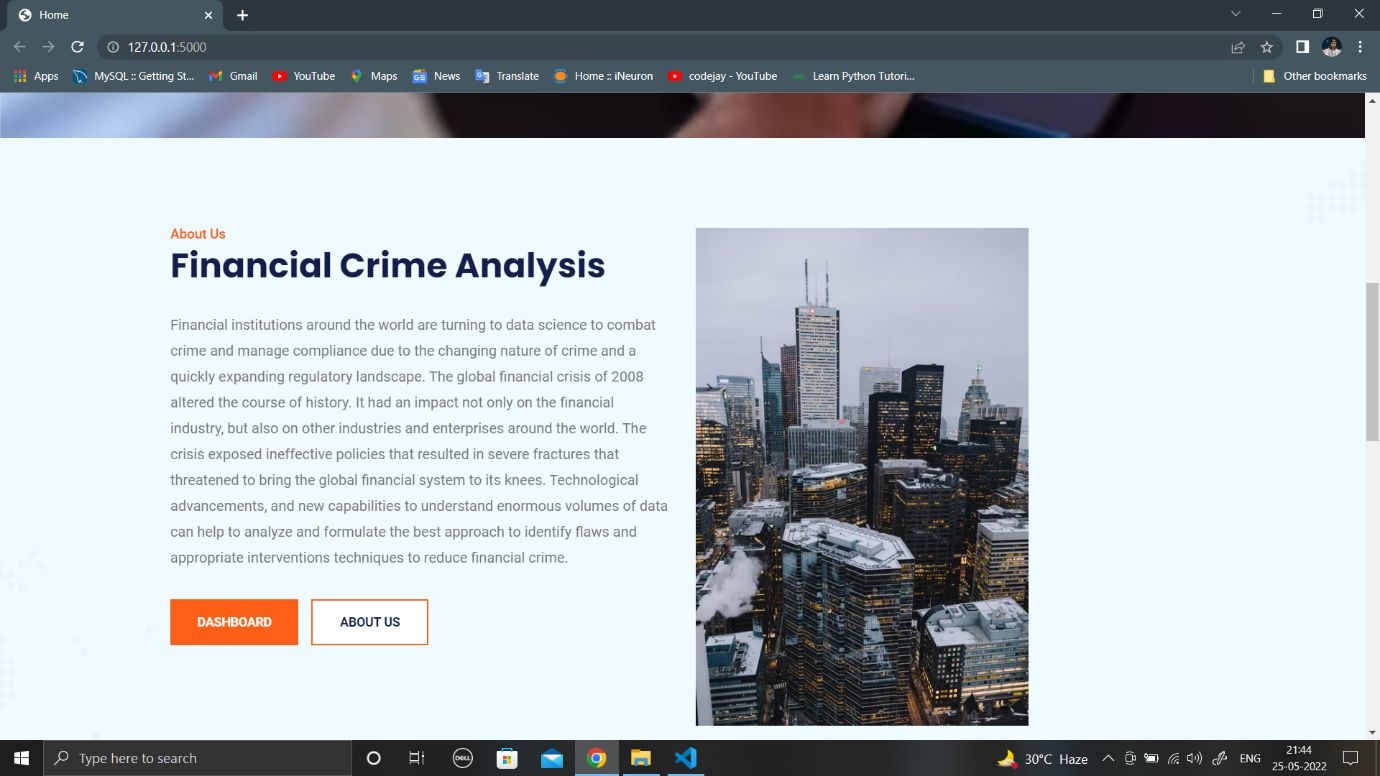 Home
127.0.0.1:5000
Apps MySQL :: Getting St... Gmail YouTube Maps News Translate Home :: iNeuron codejay - YouTube Learn Python Tutori... Other bookmarks
About Us
Financial Crime Analysis
Financial institutions around the world are turning to data science to combat
crime and manage compliance due to the changing nature of crime and a
quickly expanding regulatory landscape. The global financial crisis of 2008
altered the course of history. It had an impact not only on the financial
industry, but also on other industries and enterprises around the world. The
crisis exposed ineffective policies that resulted in severe fractures that
threatened to bring the global financial system to its knees. Technological
advancements, and new capabilities to understand enormous volumes of data
can help to analyze and formulate the best approach to identify flaws and
appropriate interventions techniques to reduce financial crime.
DASHBOARD ABOUT US
Type here to search DELL 30°C Haze ENG 21:44
25-05-2022